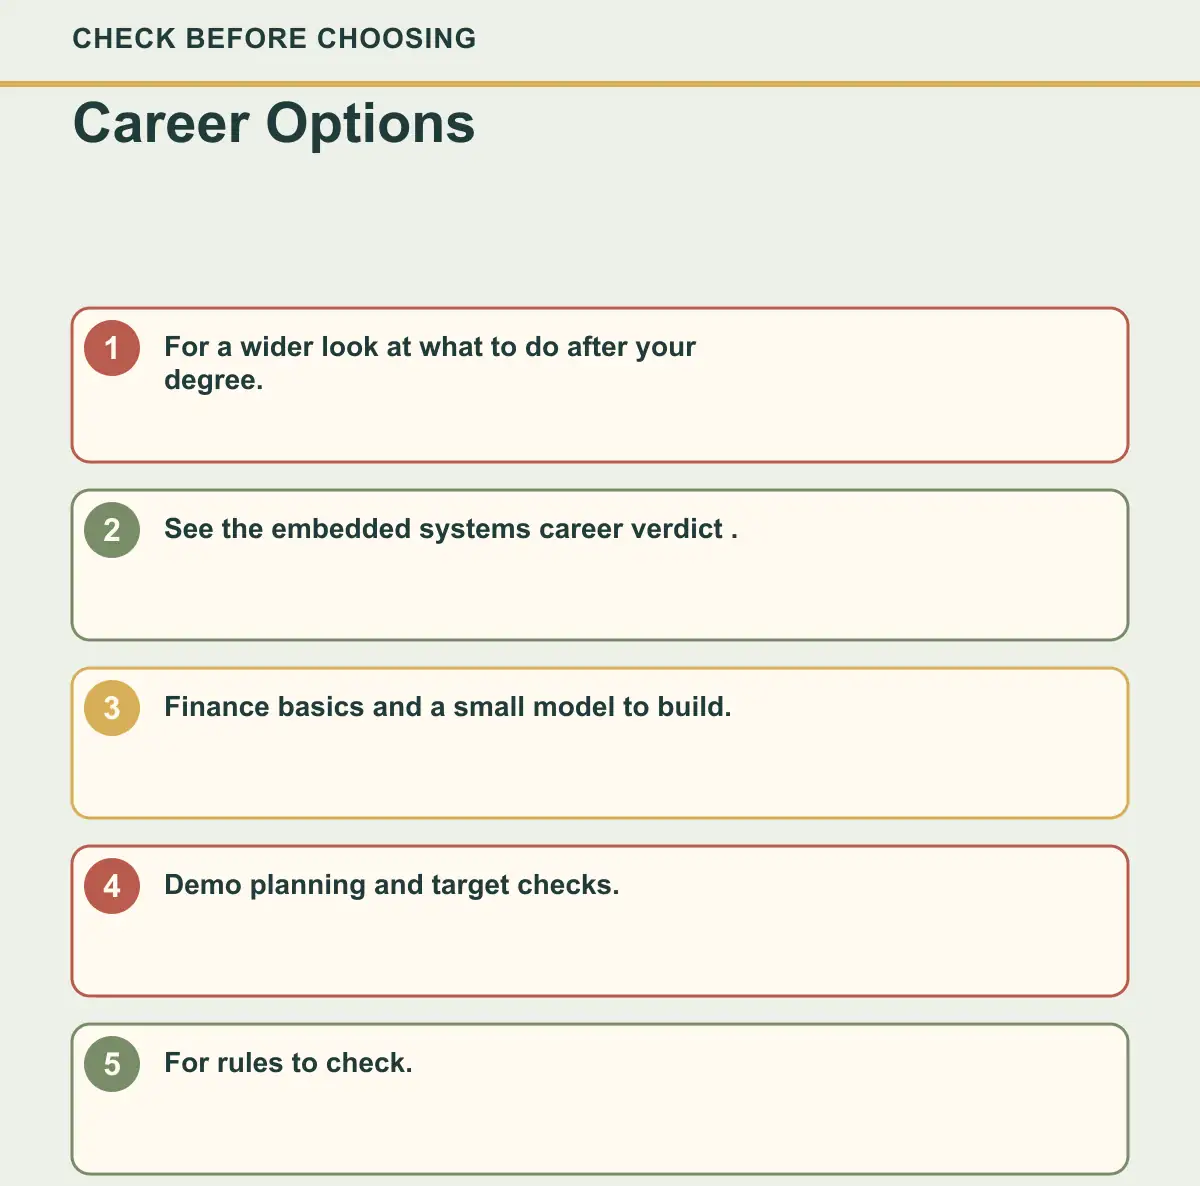 CHECK BEFORE CHOOSING
Career Options
1
For a wider look at what to do after your
degree.
2
See the embedded systems career verdict .
3
Finance basics and a small model to build.
4
Demo planning and target checks.
5
For rules to check.